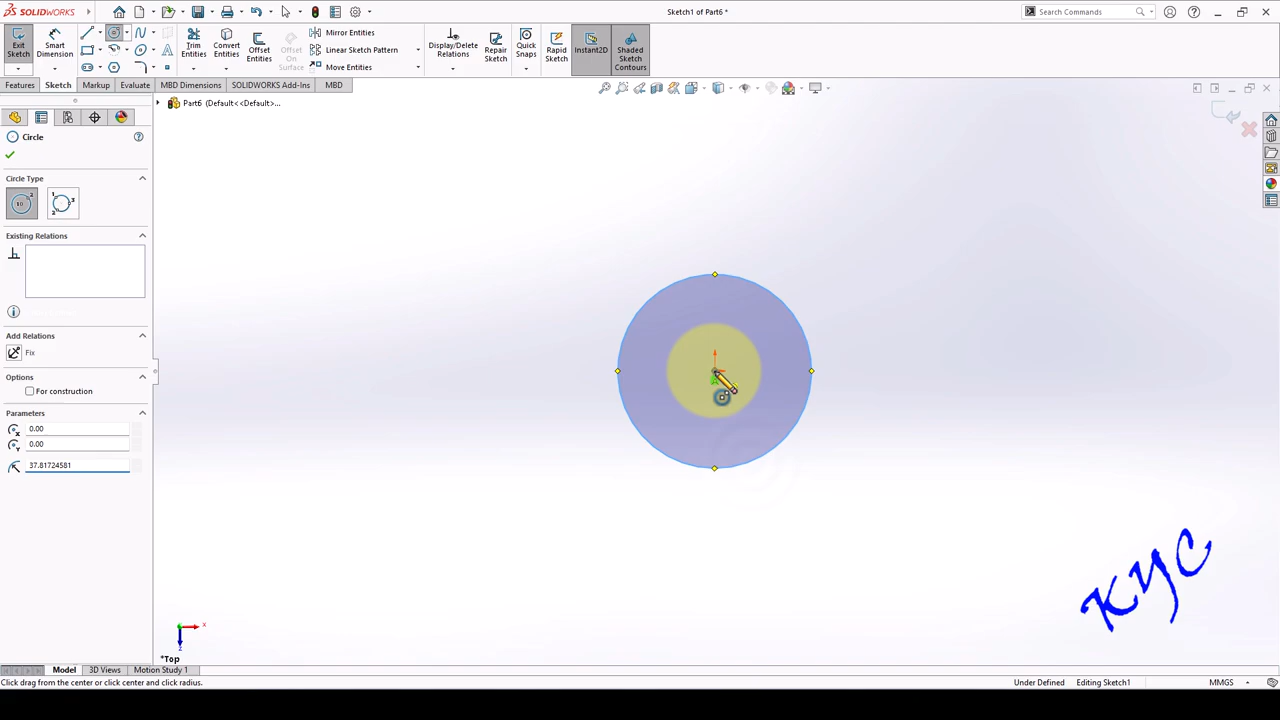 SOLIDWORKS
Sketch1 of Part6 *
Search Commands
Exit Sketch
Smart Dimension
Trim Entities
Convert Entities
Offset Entities
Offset On Surface
Mirror Entities
Linear Sketch Pattern
Move Entities
Display/Delete Relations
Repair Sketch
Quick Snaps
Rapid Sketch
Instant2D
Shaded Sketch Contours
Features
Sketch
Markup
Evaluate
MBD Dimensions
SOLIDWORKS Add-Ins
MBD
Part6 (Default<<Default>...
Circle
Circle Type
Existing Relations
Add Relations
Fix
Options
For construction
Parameters
0.00
0.00
37.81724581
x
z
*Top
KYC
Model
3D Views
Motion Study 1
Click drag from the center or click center and click radius.
Under Defined
Editing Sketch1
MMGS